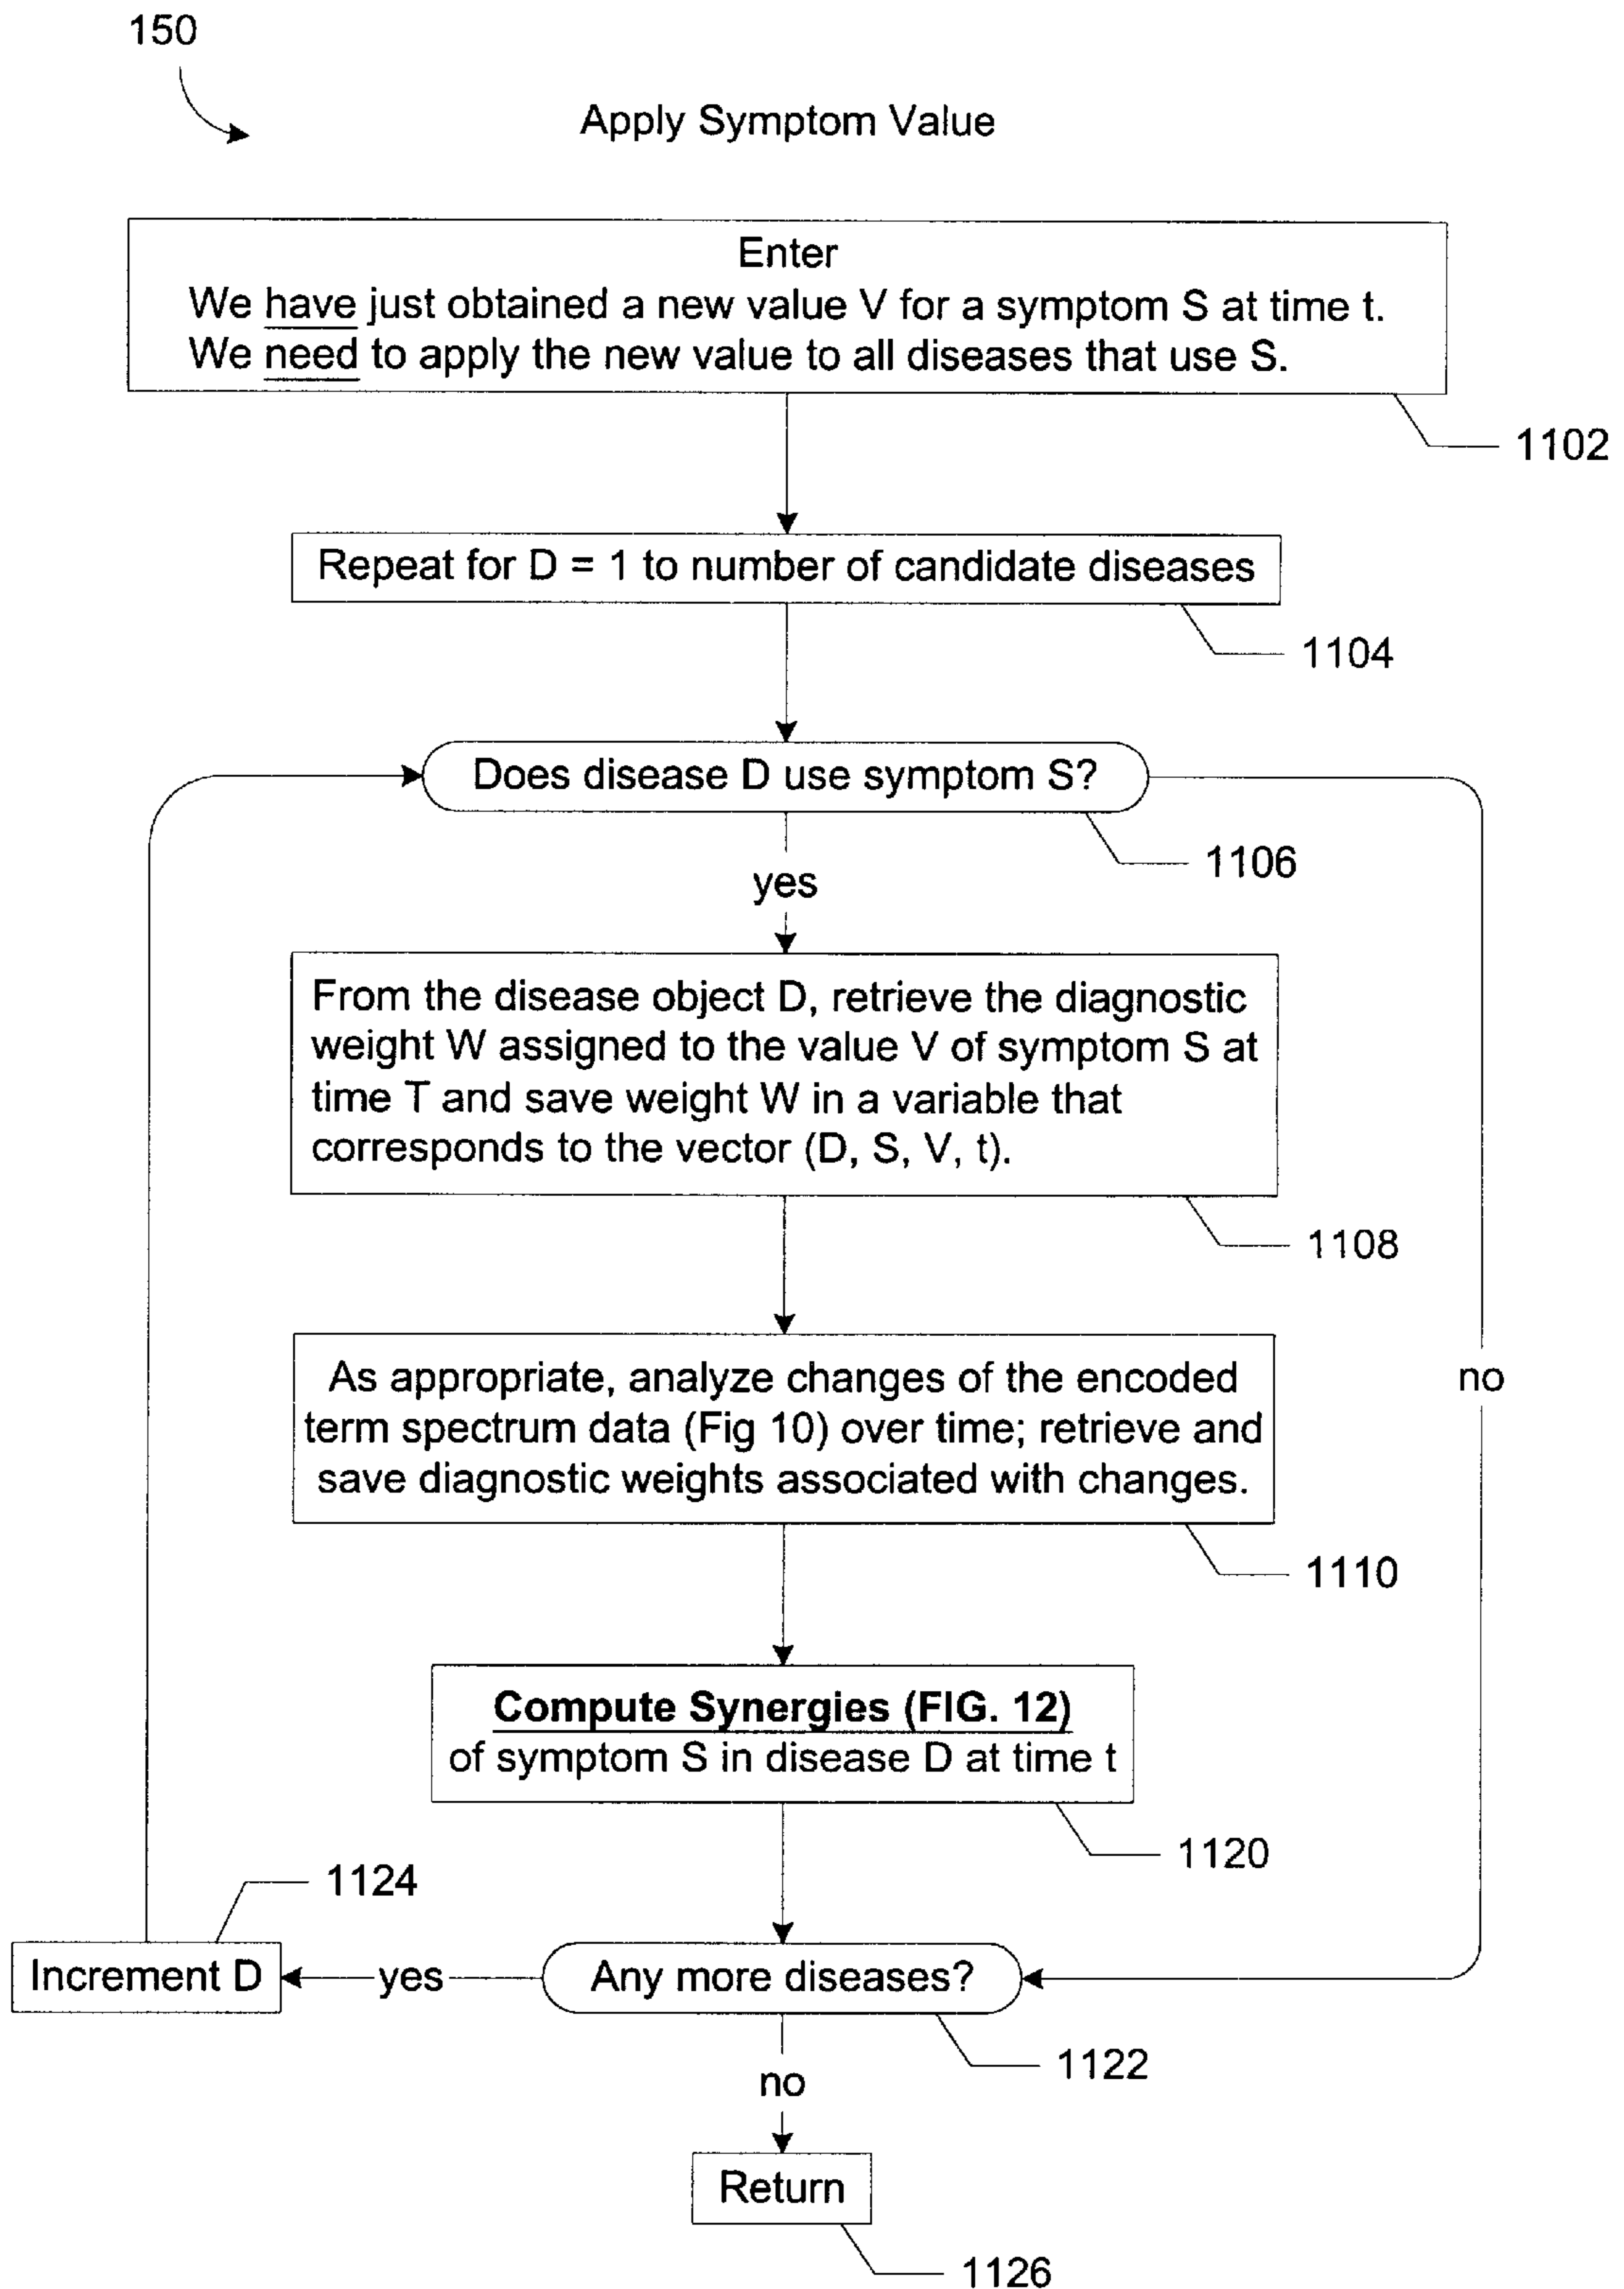 150
Apply Symptom Value
Enter
We have just obtained a new value V for a symptom S at time t.
We need to apply the new value to all diseases that use S.
1102
Repeat for D = 1 to number of candidate diseases
1104
Does disease D use symptom S?
1106
yes
From the disease object D, retrieve the diagnostic
weight W assigned to the value V of symptom S at
time T and save weight W in a variable that
corresponds to the vector (D, S, V, t).
1108
As appropriate, analyze changes of the encoded
term spectrum data (Fig 10) over time; retrieve and
save diagnostic weights associated with changes.
no
1110
Compute Synergies (FIG. 12)
of symptom S in disease D at time t
1120
1124
Increment D
yes
Any more diseases?
1122
no
Return
1126